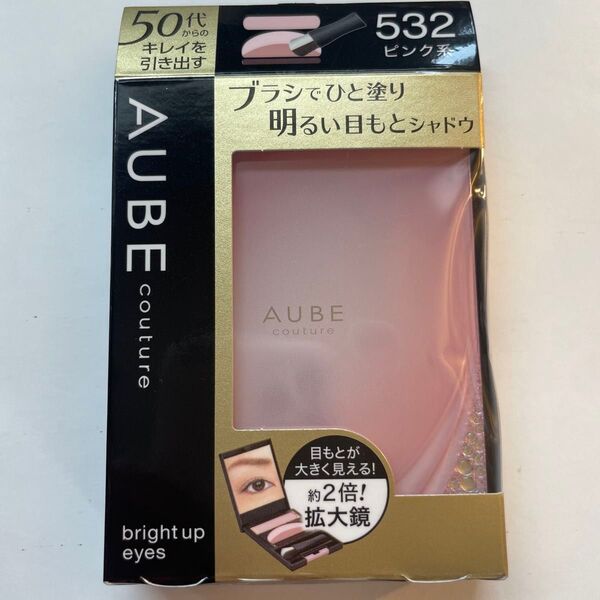 50代
からの
キレイを
引き出す
532
ピンク系
ブラシでひと塗り
明るい目もとシャドウ
AUBE
couture
AUBE
couture
目もとが
大きく見える!
約2倍!
拡大鏡
bright up
eyes